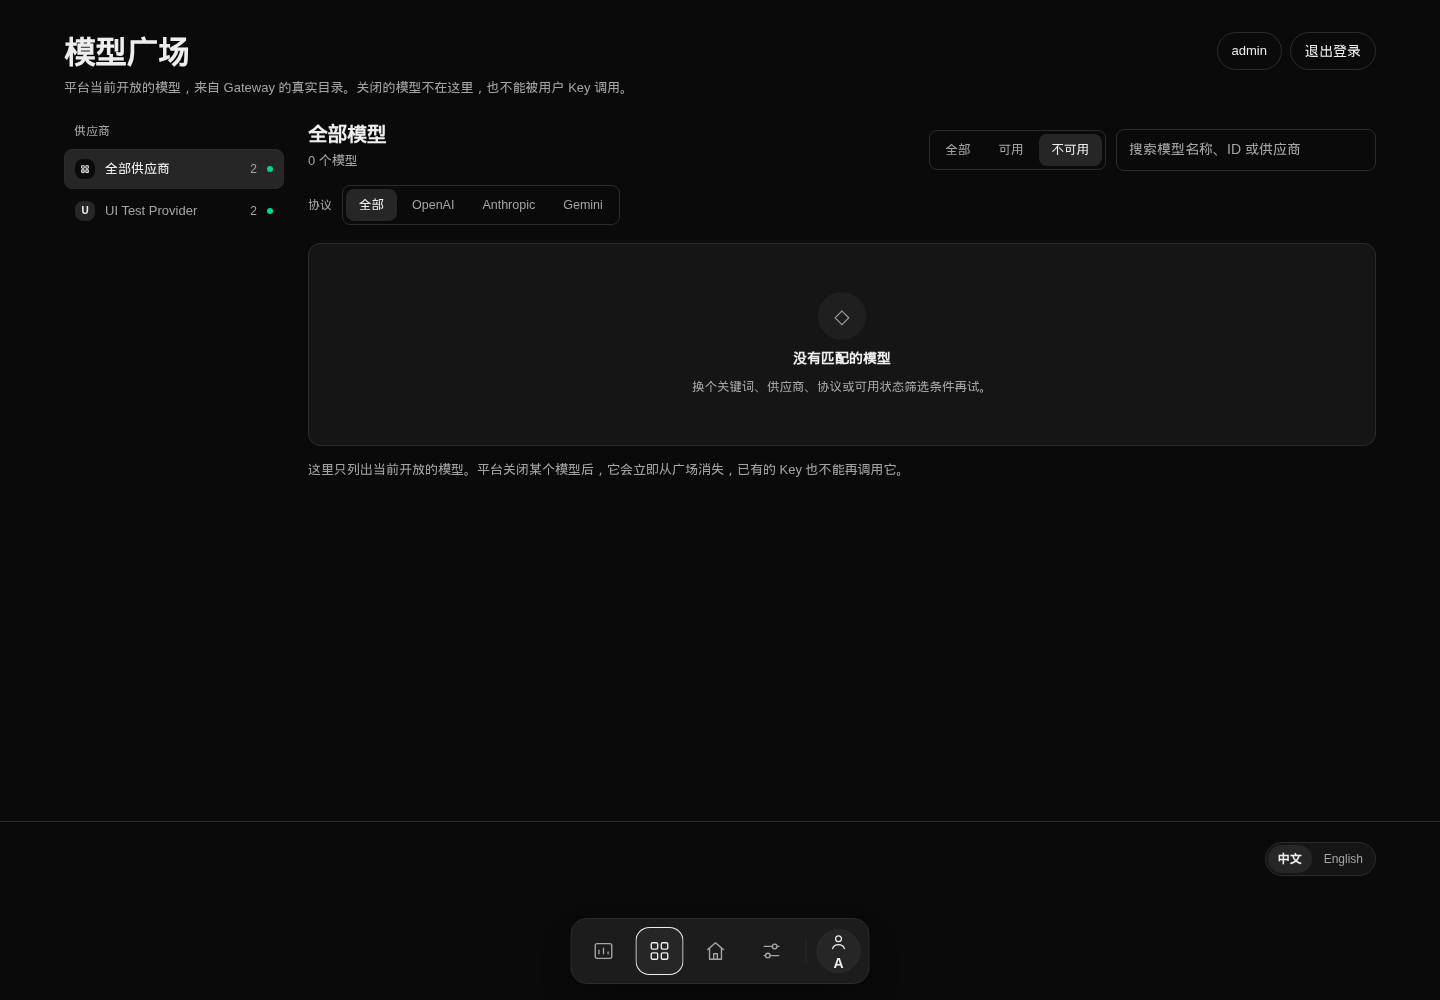 模型广场
平台当前开放的模型，来自 Gateway 的真实目录。关闭的模型不在这里，也不能被用户 Key 调用。
admin
退出登录
供应商
全部供应商 2
U UI Test Provider 2
全部模型
0 个模型
全部 可用 不可用
搜索模型名称、ID 或供应商
协议 全部 OpenAI Anthropic Gemini
没有匹配的模型
换个关键词、供应商、协议或可用状态筛选条件再试。
这里只列出当前开放的模型。平台关闭某个模型后，它会立即从广场消失，已有的 Key 也不能再调用它。
中文 English
A